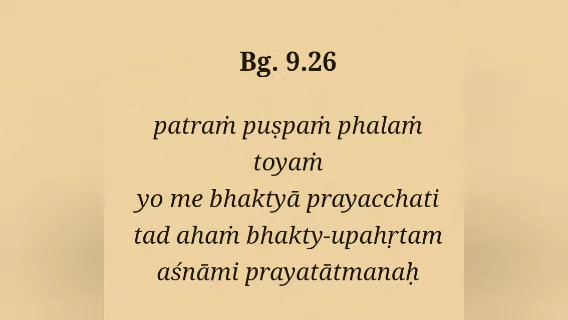 Bg. 9.26
patraṁ puṣpaṁ phalaṁ
toyaṁ
yo me bhaktyā prayacchati
tad ahaṁ bhakty-upahṛtam
aśnāmi prayatātmanaḥ